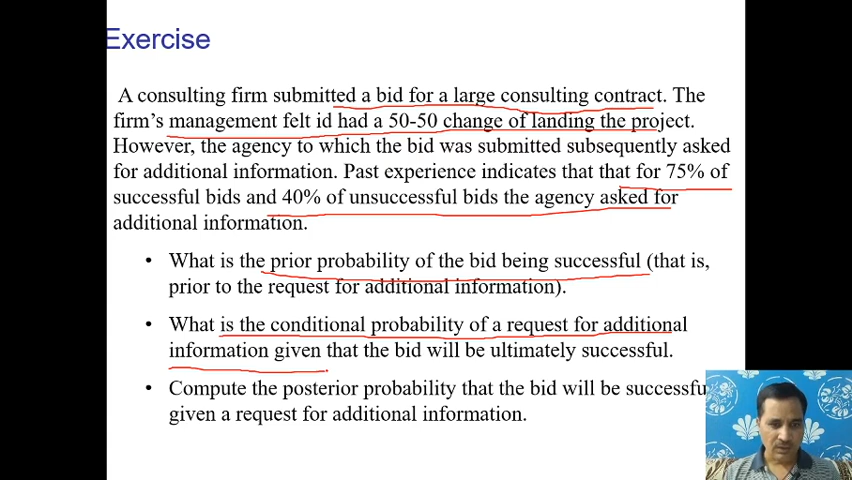 Exercise
A consulting firm submitted a bid for a large consulting contract. The
firm's management felt id had a 50-50 change of landing the project.
However, the agency to which the bid was submitted subsequently asked
for additional information. Past experience indicates that that for 75% of
successful bids and 40% of unsuccessful bids the agency asked for
additional information.
• What is the prior probability of the bid being successful (that is,
prior to the request for additional information).
• What is the conditional probability of a request for additional
information given that the bid will be ultimately successful.
• Compute the posterior probability that the bid will be successfu
given a request for additional information.